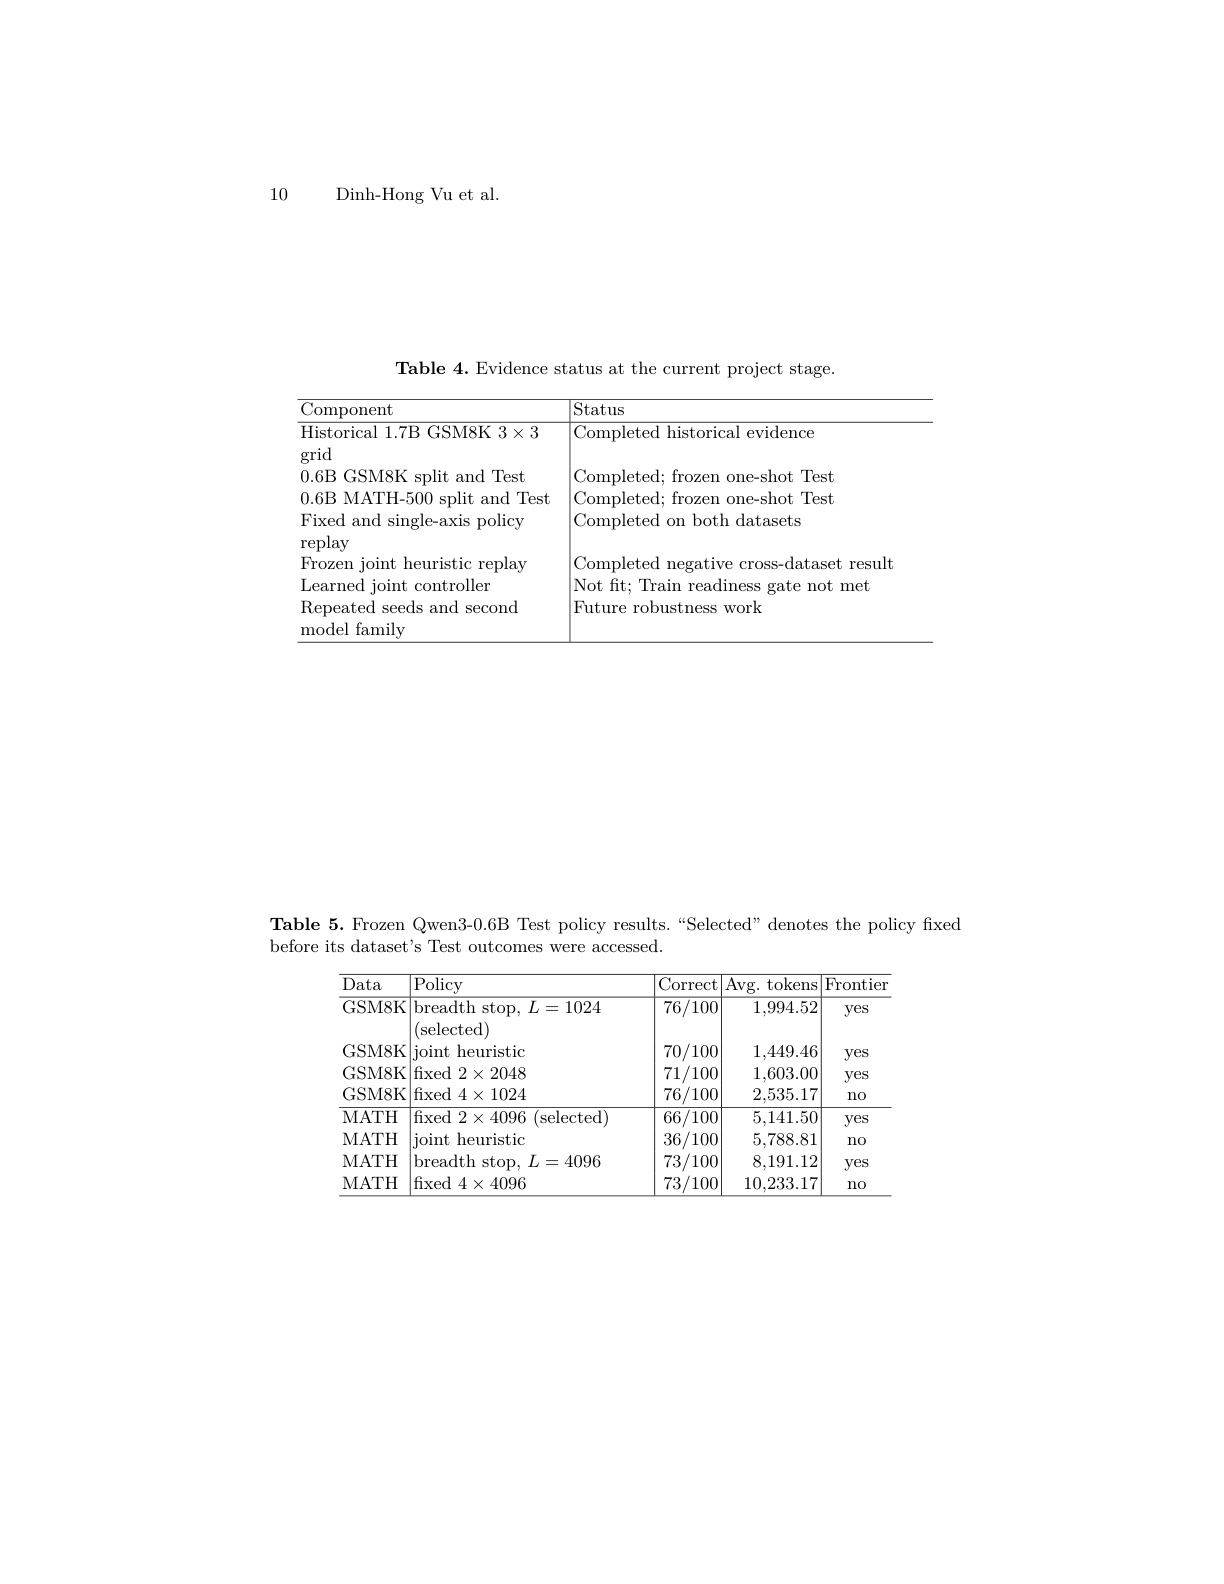 10 Dinh-Hong Vu et al.
Table 4. Evidence status at the current project stage.
Component Status
Historical 1.7B GSM8K 3 × 3 Completed historical evidence
grid
0.6B GSM8K split and Test Completed; frozen one-shot Test
0.6B MATH-500 split and Test Completed; frozen one-shot Test
Fixed and single-axis policy Completed on both datasets
replay
Frozen joint heuristic replay Completed negative cross-dataset result
Learned joint controller Not fit; Train readiness gate not met
Repeated seeds and second Future robustness work
model family
Table 5. Frozen Qwen3-0.6B Test policy results. “Selected” denotes the policy fixed
before its dataset’s Test outcomes were accessed.
Data Policy Correct Avg. tokens Frontier
GSM8K breadth stop, L = 1024 76/100 1,994.52 yes
(selected)
GSM8K joint heuristic 70/100 1,449.46 yes
GSM8K fixed 2 × 2048 71/100 1,603.00 yes
GSM8K fixed 4 × 1024 76/100 2,535.17 no
MATH fixed 2 × 4096 (selected) 66/100 5,141.50 yes
MATH joint heuristic 36/100 5,788.81 no
MATH breadth stop, L = 4096 73/100 8,191.12 yes
MATH fixed 4 × 4096 73/100 10,233.17 no